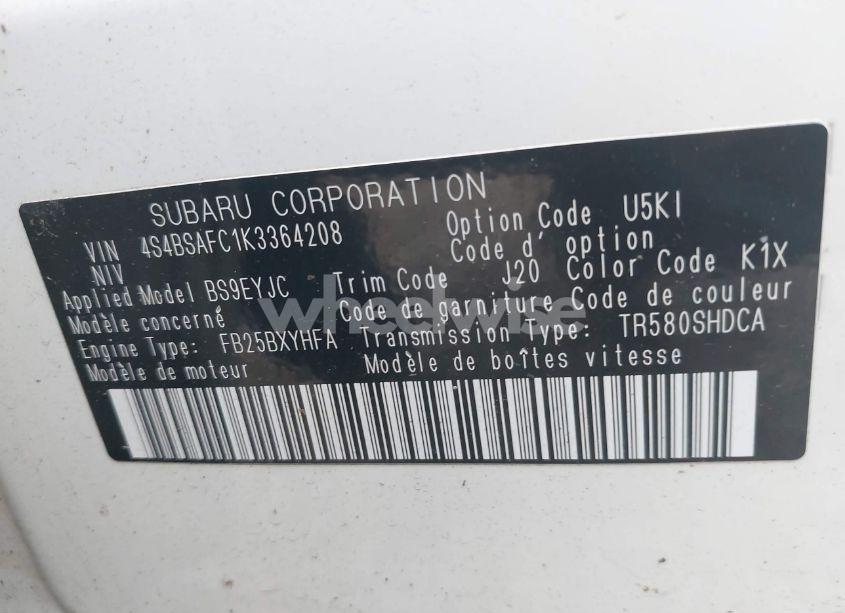 SUBARU CORPORATION
VIN 4S4BSAFC1K3364208 Option Code U5KI
NIV Code d' option
Applied Model BS9EYJC Trim Code J20 Color Code K1X
Modèle concerné Code de garniture Code de couleur
Engine Type: FB25BXYHFA Transmission Type: TR580SHDCA
Modèle de moteur Modèle de boîtes vitesse
wheelwise